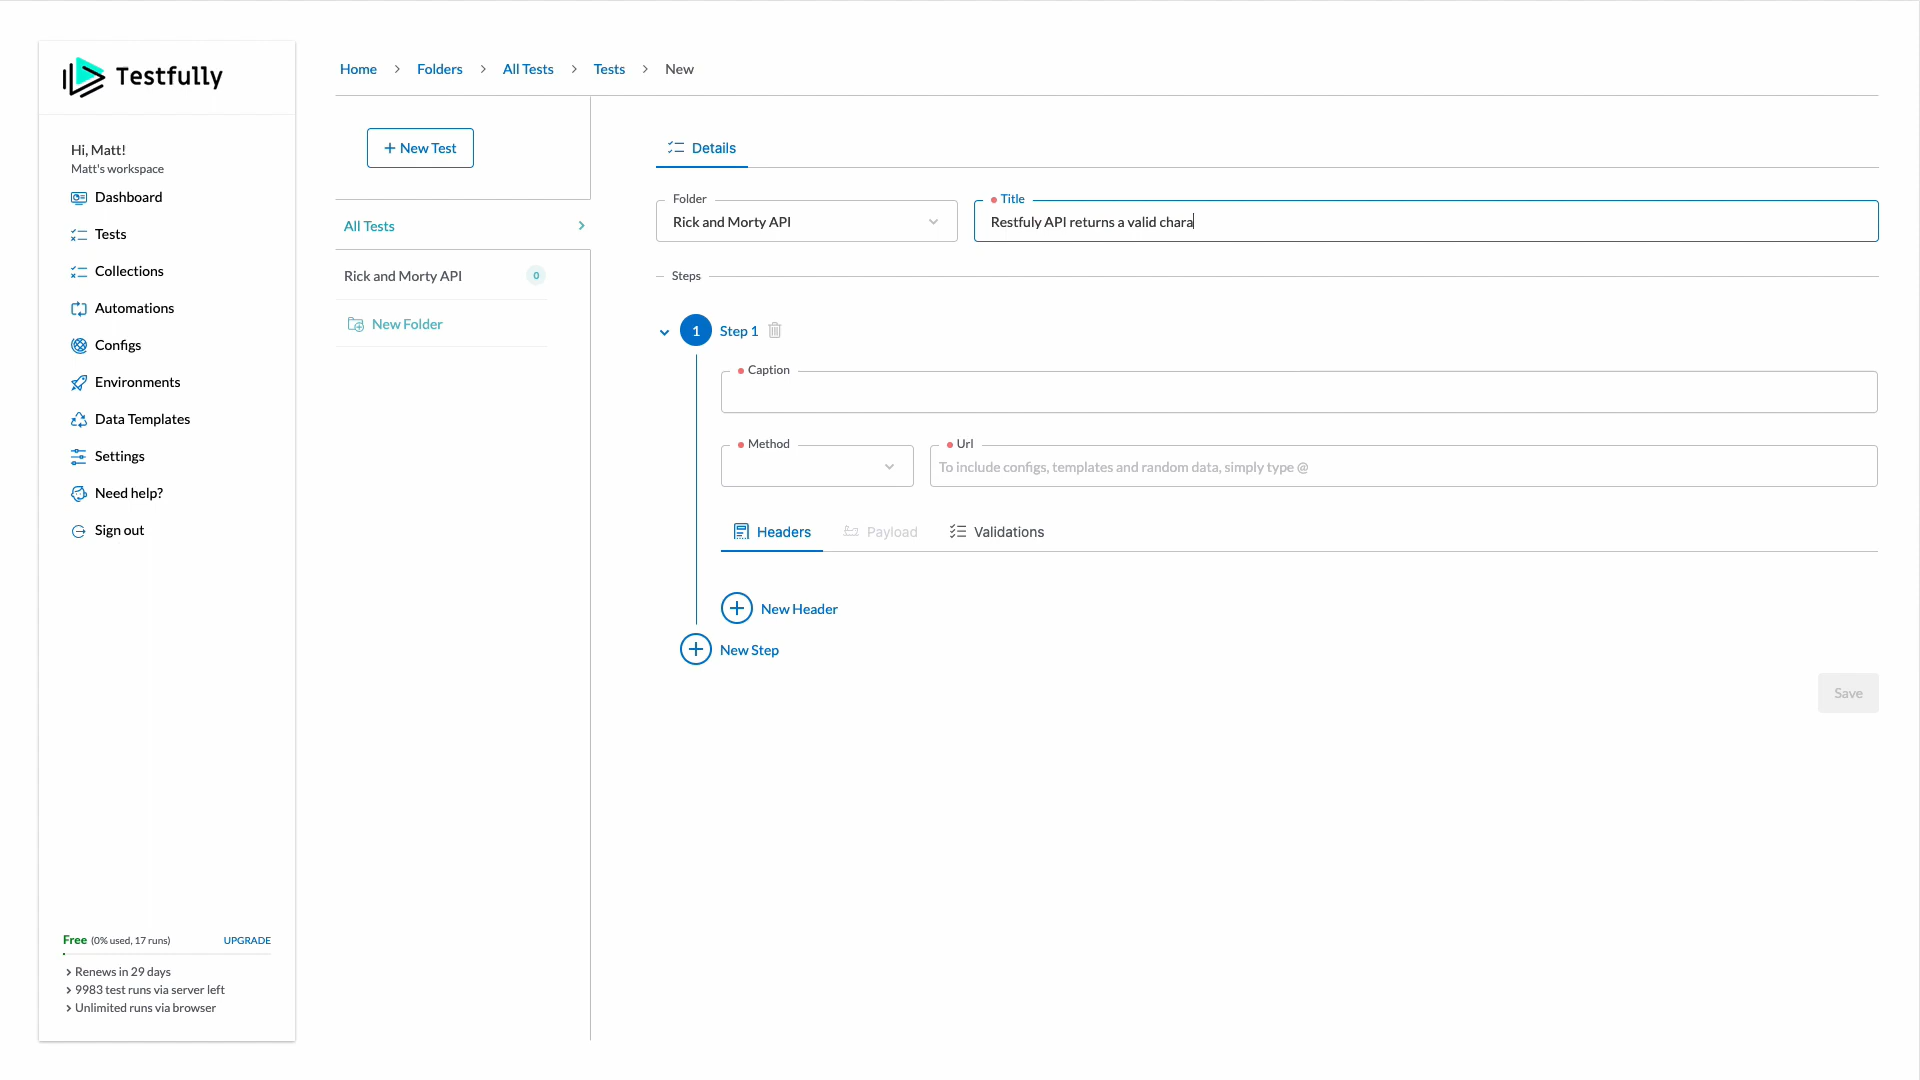 Testfully
Hi, Matt!
Matt's workspace
Dashboard
Tests
Collections
Automations
Configs
Environments
Data Templates
Settings
Need help?
Sign out
Free (0% used, 17 runs) UPGRADE
Renews in 29 days
9983 test runs via server left
Unlimited runs via browser
Home > Folders > All Tests > Tests > New
+ New Test
All Tests
Rick and Morty API 0
New Folder
Details
Folder
Rick and Morty API
Title
Restfuly API returns a valid chara
Steps
1 Step 1
Caption
Method
Url
To include configs, templates and random data, simply type @
Headers Payload Validations
New Header
New Step
Save